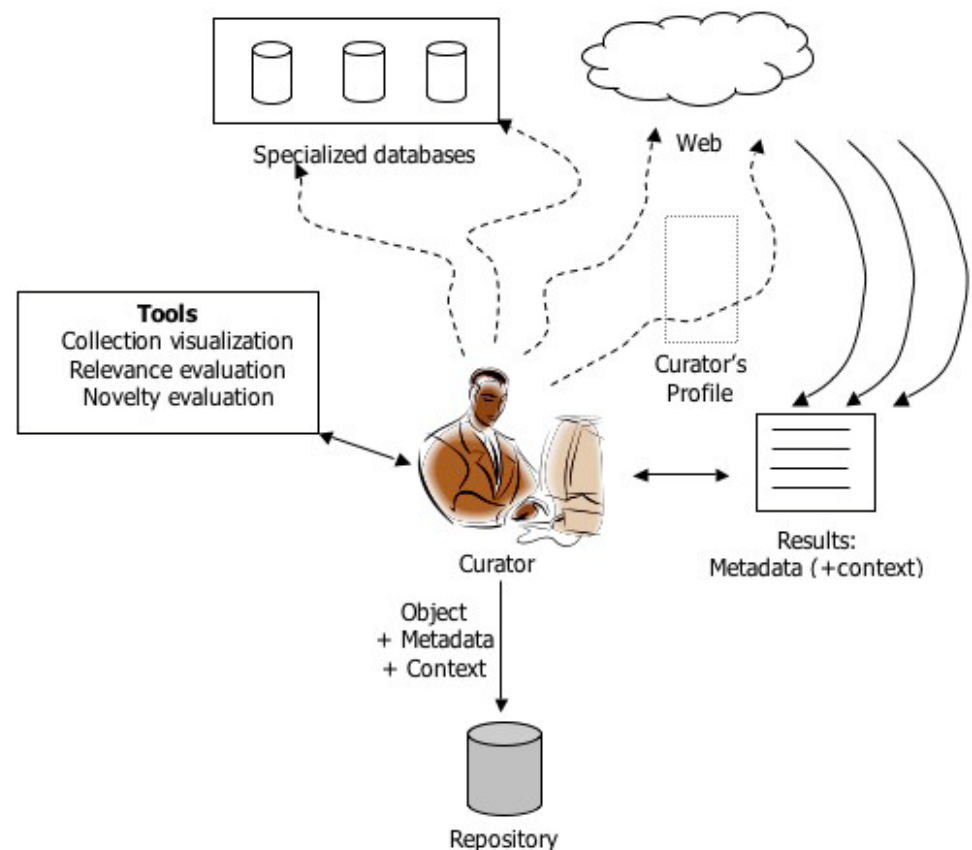 Specialized databases
Web
Tools
Collection visualization
Relevance evaluation
Novelty evaluation
Curator's
Profile
Curator
Results:
Metadata (+context)
Object
+ Metadata
+ Context
Repository